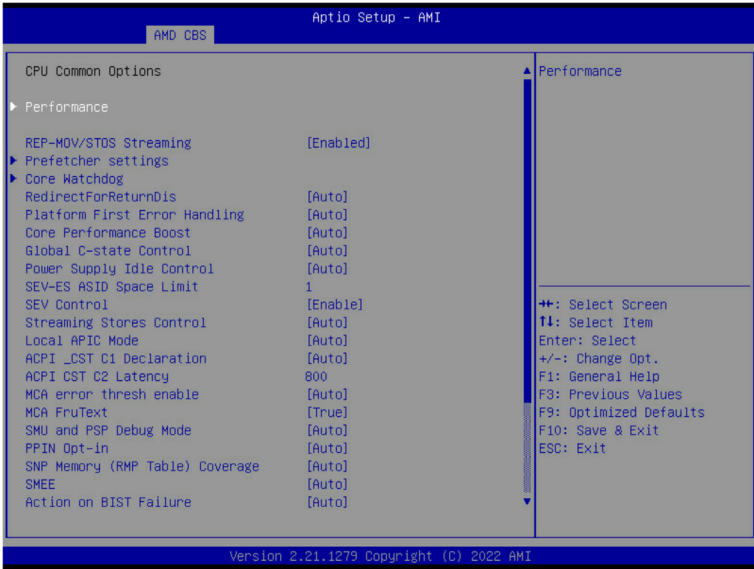 Aptio Setup – AMI
AMD CBS
CPU Common Options
Performance
REP-MOV/STOS Streaming [Enabled]
Prefetcher settings
Core Watchdog
RedirectForReturnDis [Auto]
Platform First Error Handling [Auto]
Core Performance Boost [Auto]
Global C-state Control [Auto]
Power Supply Idle Control [Auto]
SEV-ES ASID Space Limit 1
SEV Control [Enable]
Streaming Stores Control [Auto]
Local APIC Mode [Auto]
ACPI _CST C1 Declaration [Auto]
ACPI CST C2 Latency 800
MCA error thresh enable [Auto]
MCA FruText [True]
SMU and PSP Debug Mode [Auto]
PPIN Opt-in [Auto]
SNP Memory (RMP Table) Coverage [Auto]
SMEE [Auto]
Action on BIST Failure [Auto]
Performance
→←: Select Screen
↑↓: Select Item
Enter: Select
+/-: Change Opt.
F1: General Help
F3: Previous Values
F9: Optimized Defaults
F10: Save & Exit
ESC: Exit
Version 2.21.1279 Copyright (C) 2022 AMI